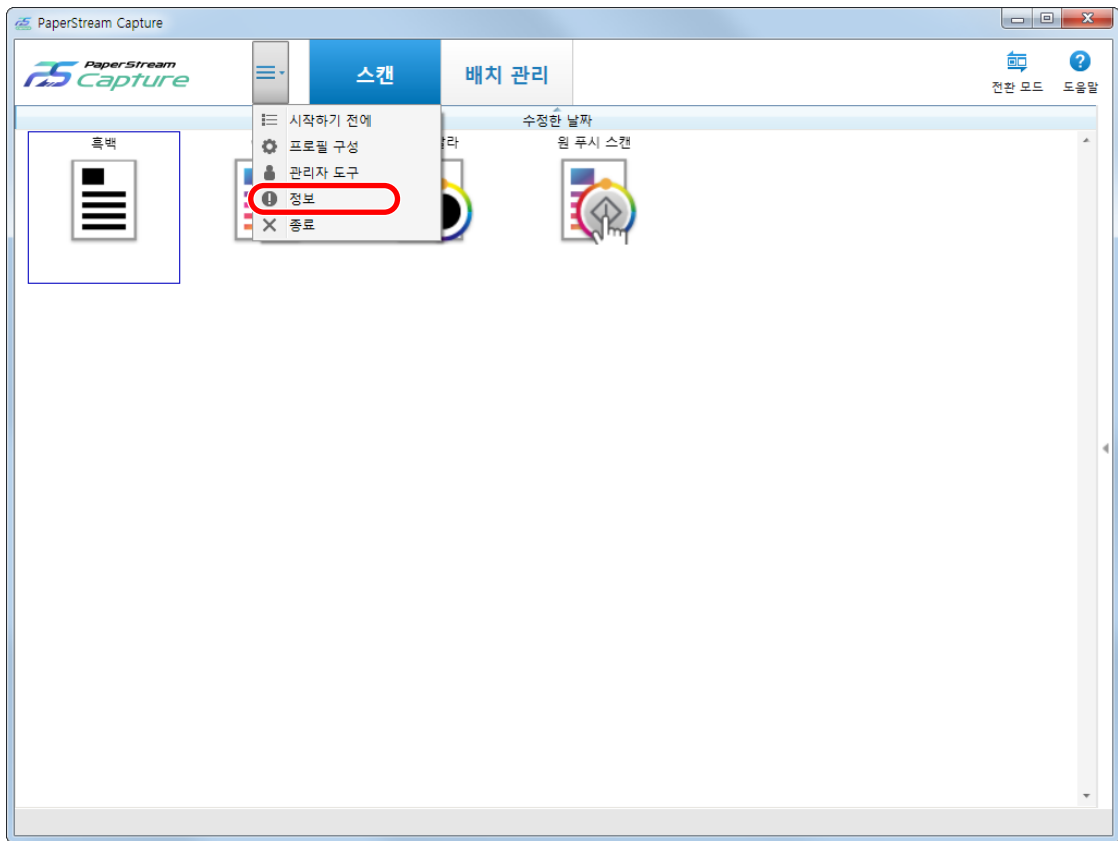 PaperStream Capture
PaperStream
Capture
스캔
배치 관리
전환 모드
도움말
수정한 날짜
시작하기 전에
프로필 구성
관리자 도구
정보
종료
흑백
원 푸시 스캔